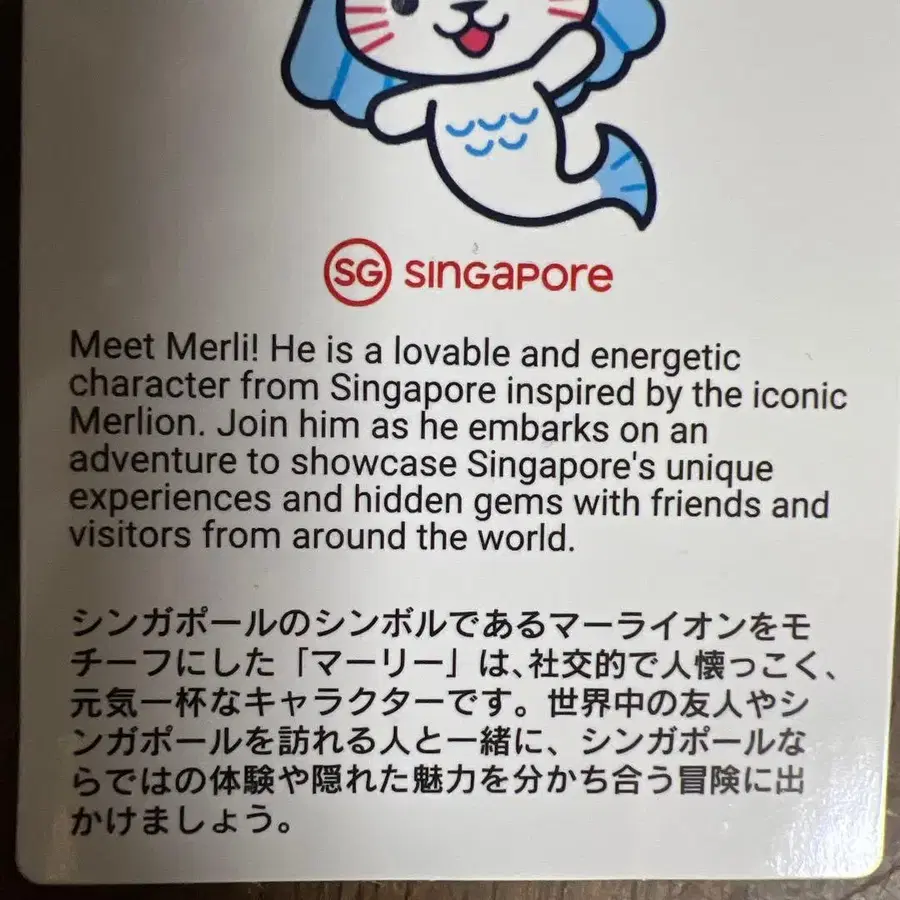 SG SINGAPORE
Meet Merli! He is a lovable and energetic
character from Singapore inspired by the iconic
Merlion. Join him as he embarks on an
adventure to showcase Singapore's unique
experiences and hidden gems with friends and
visitors from around the world.
シンガポールのシンボルであるマーライオンをモ
チーフにした「マーリー」は、社交的で人懐っこく、
元気一杯なキャラクターです。世界中の友人やシ
ンガポールを訪れる人と一緒に、シンガポールな
らではの体験や隠れた魅力を分かち合う冒険に出
かけましょう。